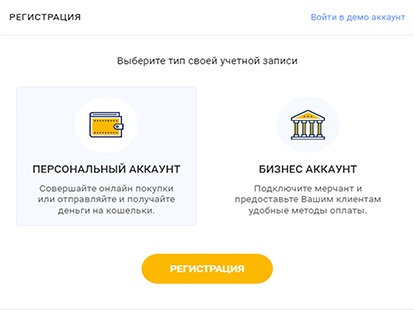 РЕГИСТРАЦИЯ
Войти в демо аккаунт
Выберите тип своей учетной записи
ПЕРСОНАЛЬНЫЙ АККАУНТ
Совершайте онлайн покупки
или отправляйте и получайте
деньги на кошельки.
БИЗНЕС АККАУНТ
Подключите мерчант и
предоставьте Вашим клиентам
удобные методы оплаты.
РЕГИСТРАЦИЯ